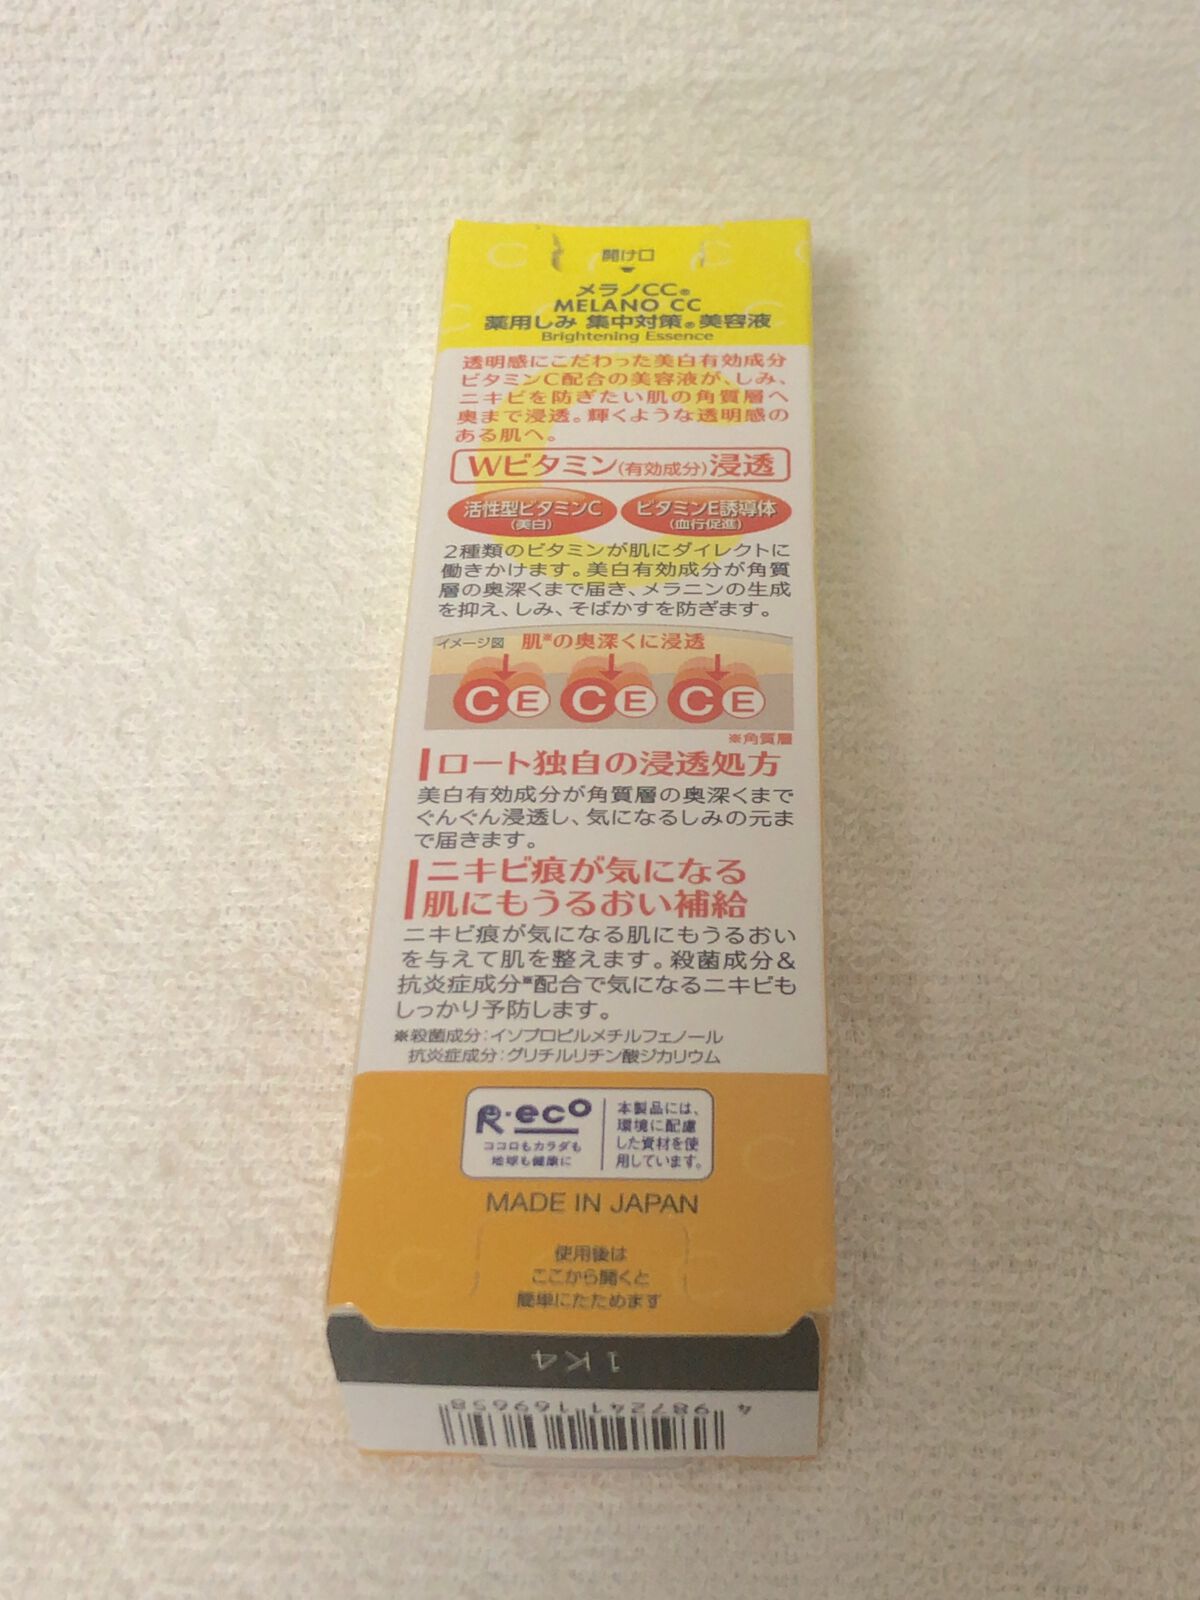 開け口
メラノCC®
MELANO CC
薬用しみ 集中対策®美容液
Brightening Essence
透明感にこだわった美白有効成分
ビタミンC配合の美容液が、しみ、
ニキビを防ぎたい肌の角質層へ
奥まで浸透。輝くような透明感の
ある肌へ。
Wビタミン(有効成分)浸透
活性型ビタミンC
(美白)
ビタミンE誘導体
(血行促進)
2種類のビタミンが肌にダイレクトに
働きかけます。美白有効成分が角質
層の奥深くまで届き、メラニンの生成
を抑え、しみ、そばかすを防ぎます。
イメージ図 肌※の奥深くに浸透
C E C E C E
※角質層
ロート独自の浸透処方
美白有効成分が角質層の奥深くまで
ぐんぐん浸透し、気になるしみの元ま
で届きます。
ニキビ痕が気になる
肌にもうるおい補給
ニキビ痕が気になる肌にもうるおい
を与えて肌を整えます。殺菌成分&
抗炎症成分※配合で気になるニキビも
しっかり予防します。
※殺菌成分:イソプロピルメチルフェノール
抗炎症成分:グリチルリチン酸ジカリウム
R・eco
ココロもカラダも
地球も健康に
本製品には、
環境に配慮
した資材を使
用しています。
MADE IN JAPAN
使用後は
ここから開くと
簡単にたためます
1K4
4 987241 169658